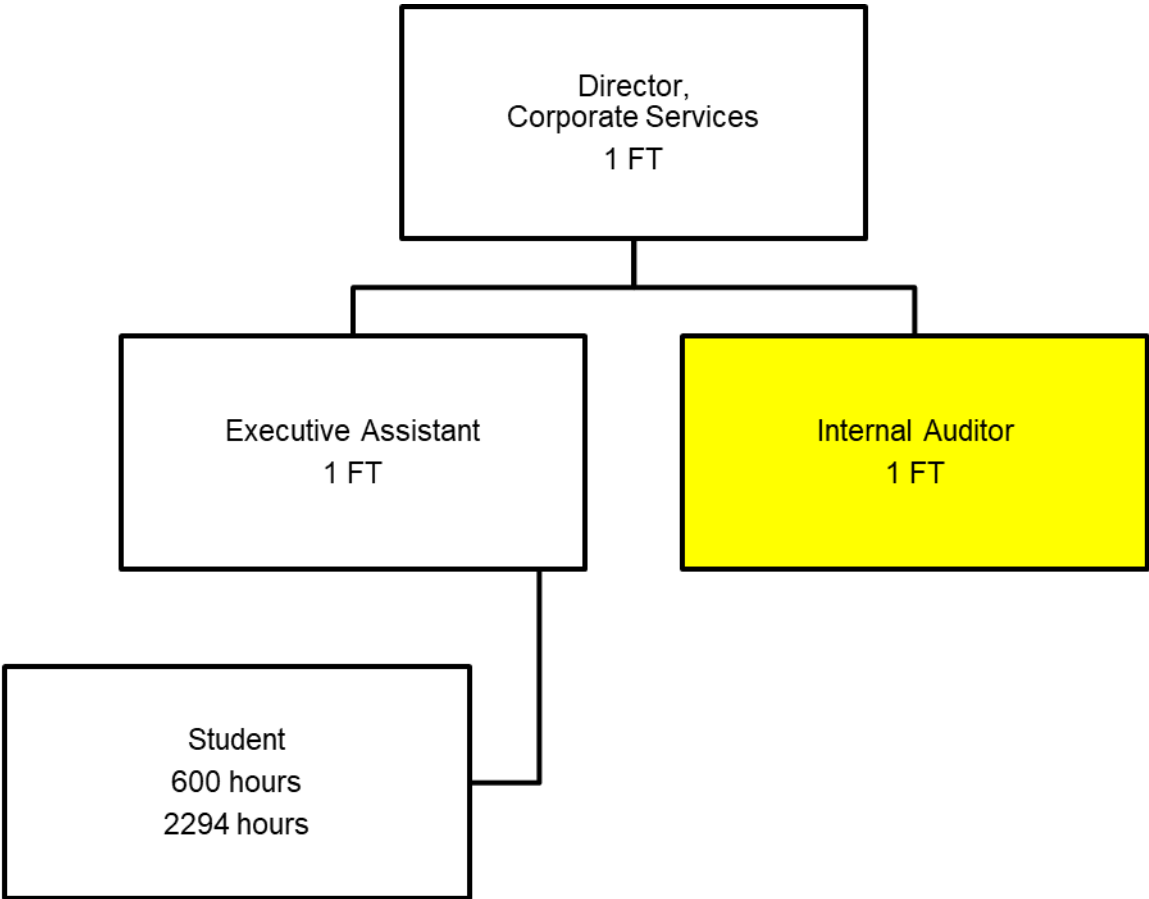 Director,
Corporate Services
1 FT
Executive Assistant
1 FT
Internal Auditor
1 FT
Student
600 hours
2294 hours